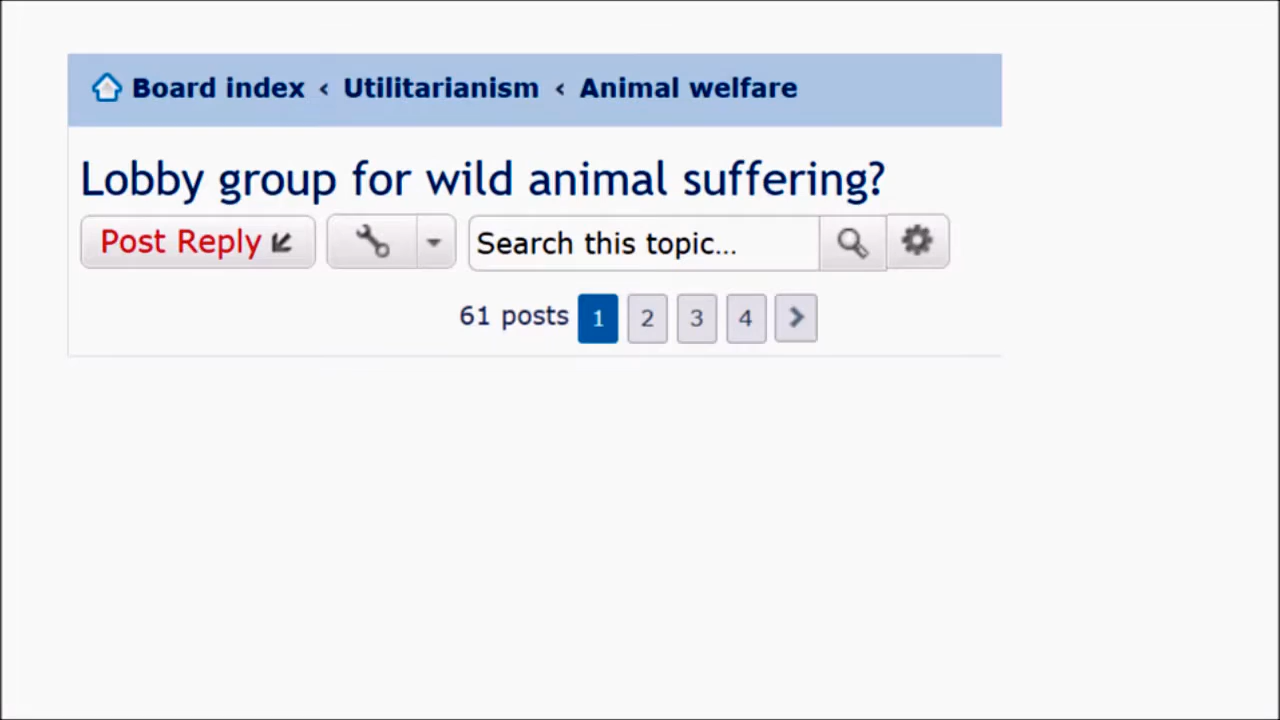 Board index ‹ Utilitarianism ‹ Animal welfare
Lobby group for wild animal suffering?
Post Reply Search this topic...
61 posts 1 2 3 4